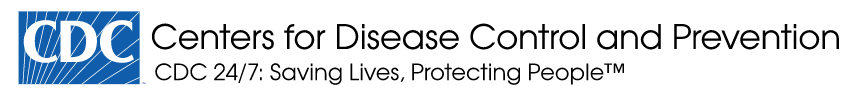 CDC Centers for Disease Control and Prevention
CDC 24/7: Saving Lives, Protecting People™